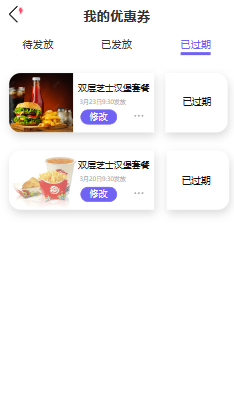 我的优惠券
待发放 已发放 已过期
双层芝士汉堡套餐
3月23日9:30发放
修改 ...
已过期
双层芝士汉堡套餐
3月20日9:30发放
修改 ...
已过期